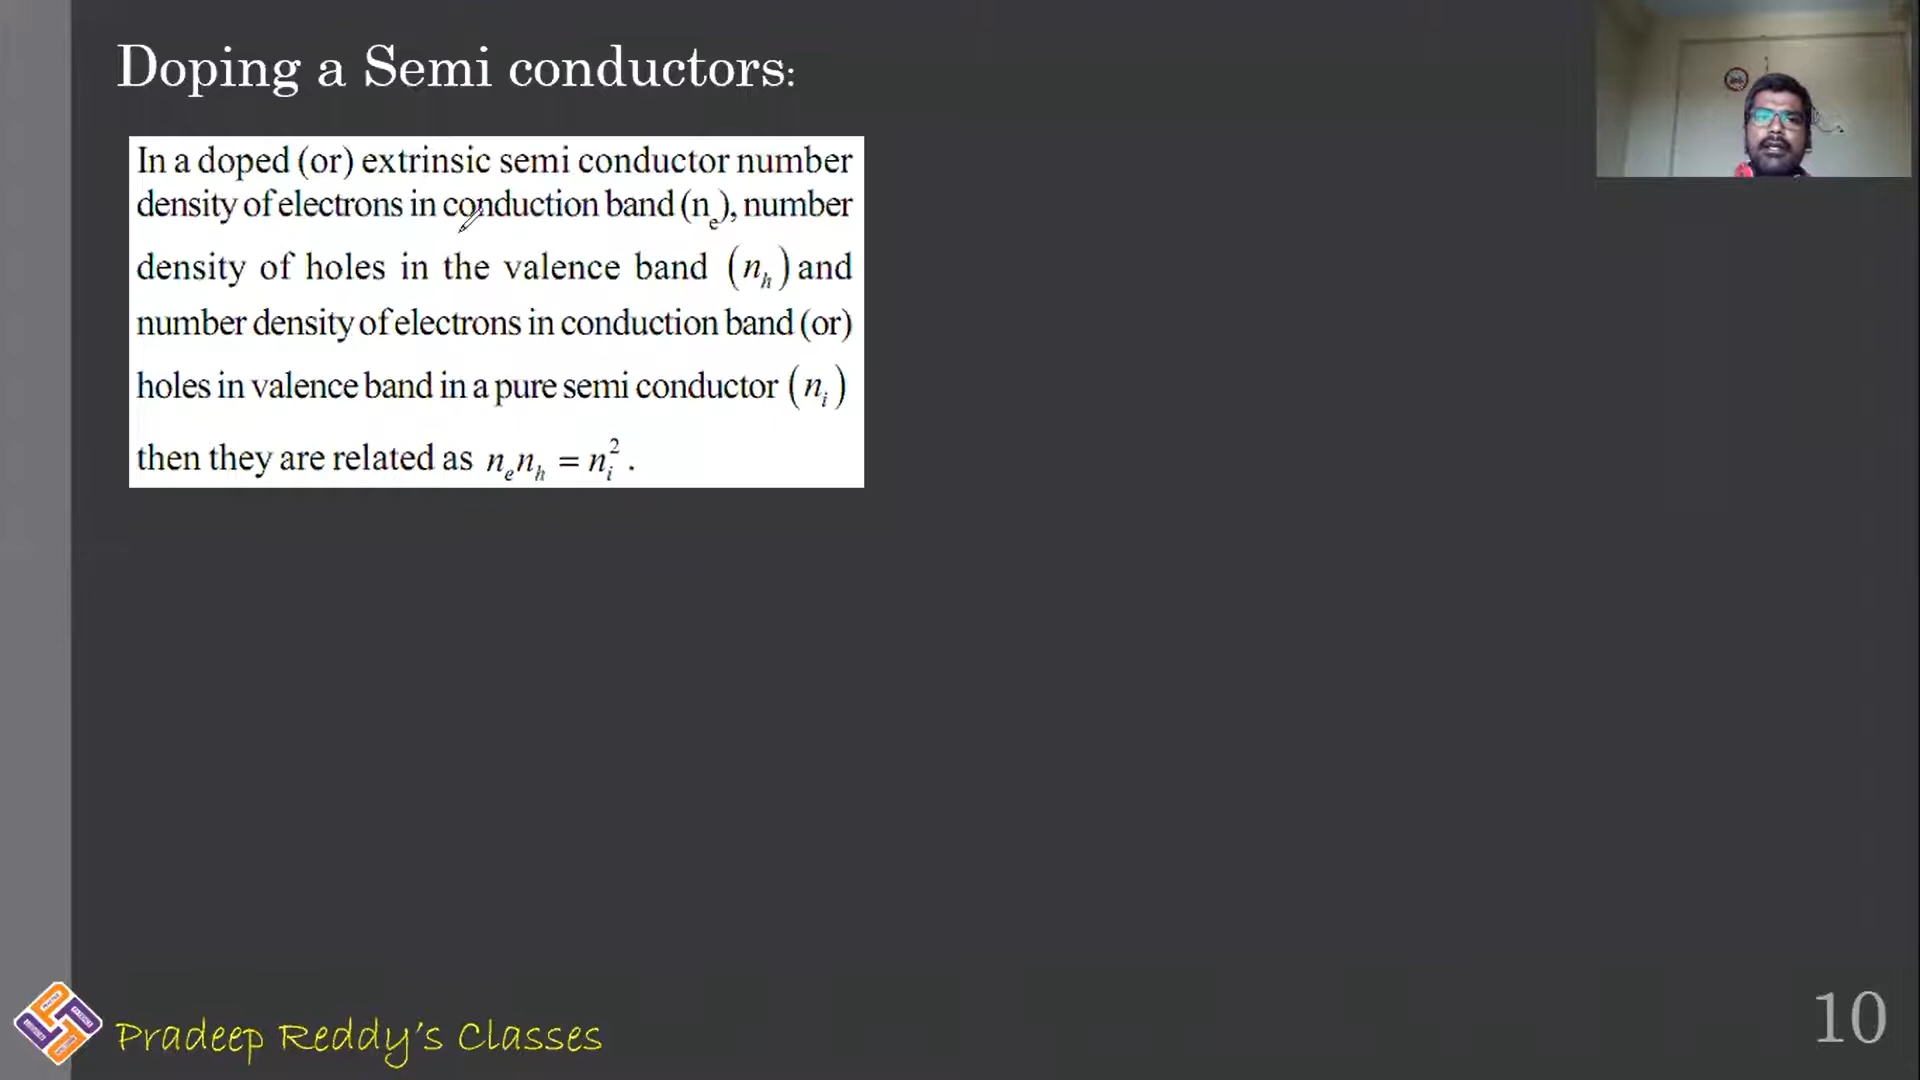 Doping a Semi conductors:
In a doped (or) extrinsic semi conductor number
density of electrons in conduction band (nₑ), number
density of holes in the valence band (nₕ) and
number density of electrons in conduction band (or)
holes in valence band in a pure semi conductor (nᵢ)
then they are related as nₑnₕ = nᵢ².
Pradeep Reddy's Classes
10